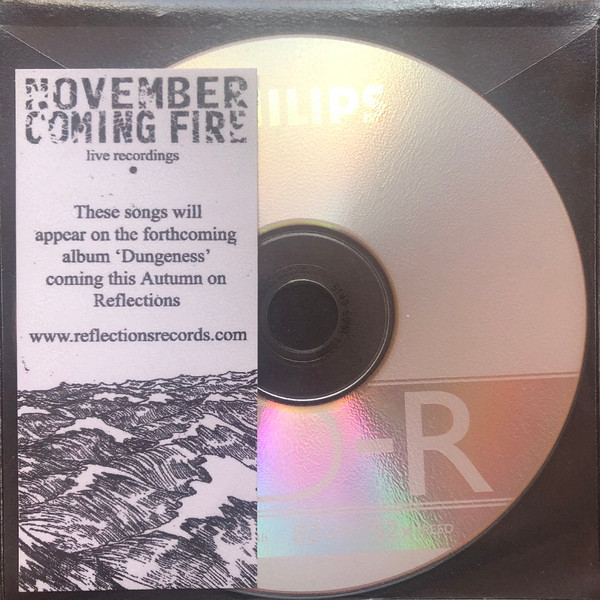 NOVEMBER
COMING FIRE
live recordings
These songs will
appear on the forthcoming
album ‘Dungeness’
coming this Autumn on
Reflections
www.reflectionsrecords.com
HILIPS
D-R